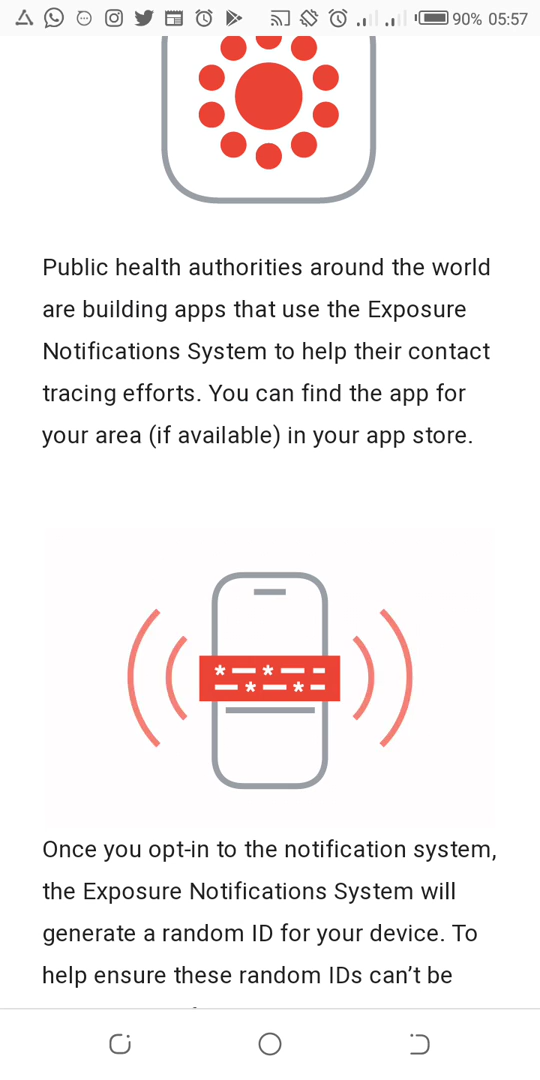 90% 05:57
Public health authorities around the world
are building apps that use the Exposure
Notifications System to help their contact
tracing efforts. You can find the app for
your area (if available) in your app store.
Once you opt-in to the notification system,
the Exposure Notifications System will
generate a random ID for your device. To
help ensure these random IDs can’t be